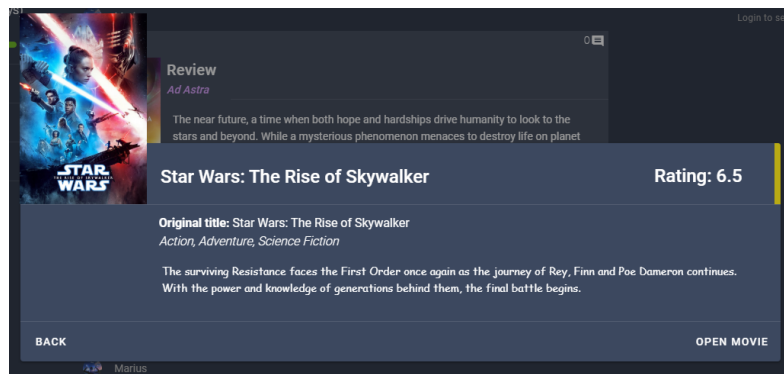 Login to se
0
Review
Ad Astra
The near future, a time when both hope and hardships drive humanity to look to the
stars and beyond. While a mysterious phenomenon menaces to destroy life on planet
STAR
THE RISE OF SKYWALKER
WARS
Star Wars: The Rise of Skywalker
Rating: 6.5
Original title: Star Wars: The Rise of Skywalker
Action, Adventure, Science Fiction
The surviving Resistance faces the First Order once again as the journey of Rey, Finn and Poe Dameron continues.
With the power and knowledge of generations behind them, the final battle begins.
BACK
OPEN MOVIE
Marius